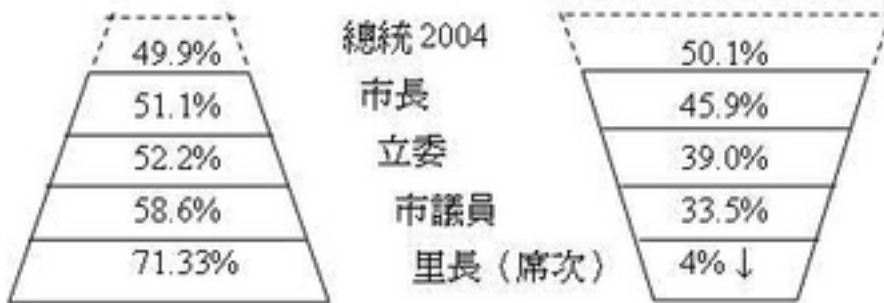 49.9% 總統 2004 50.1%
51.1% 市長 45.9%
52.2% 立委 39.0%
58.6% 市議員 33.5%
71.33% 里長（席次） 4%↓